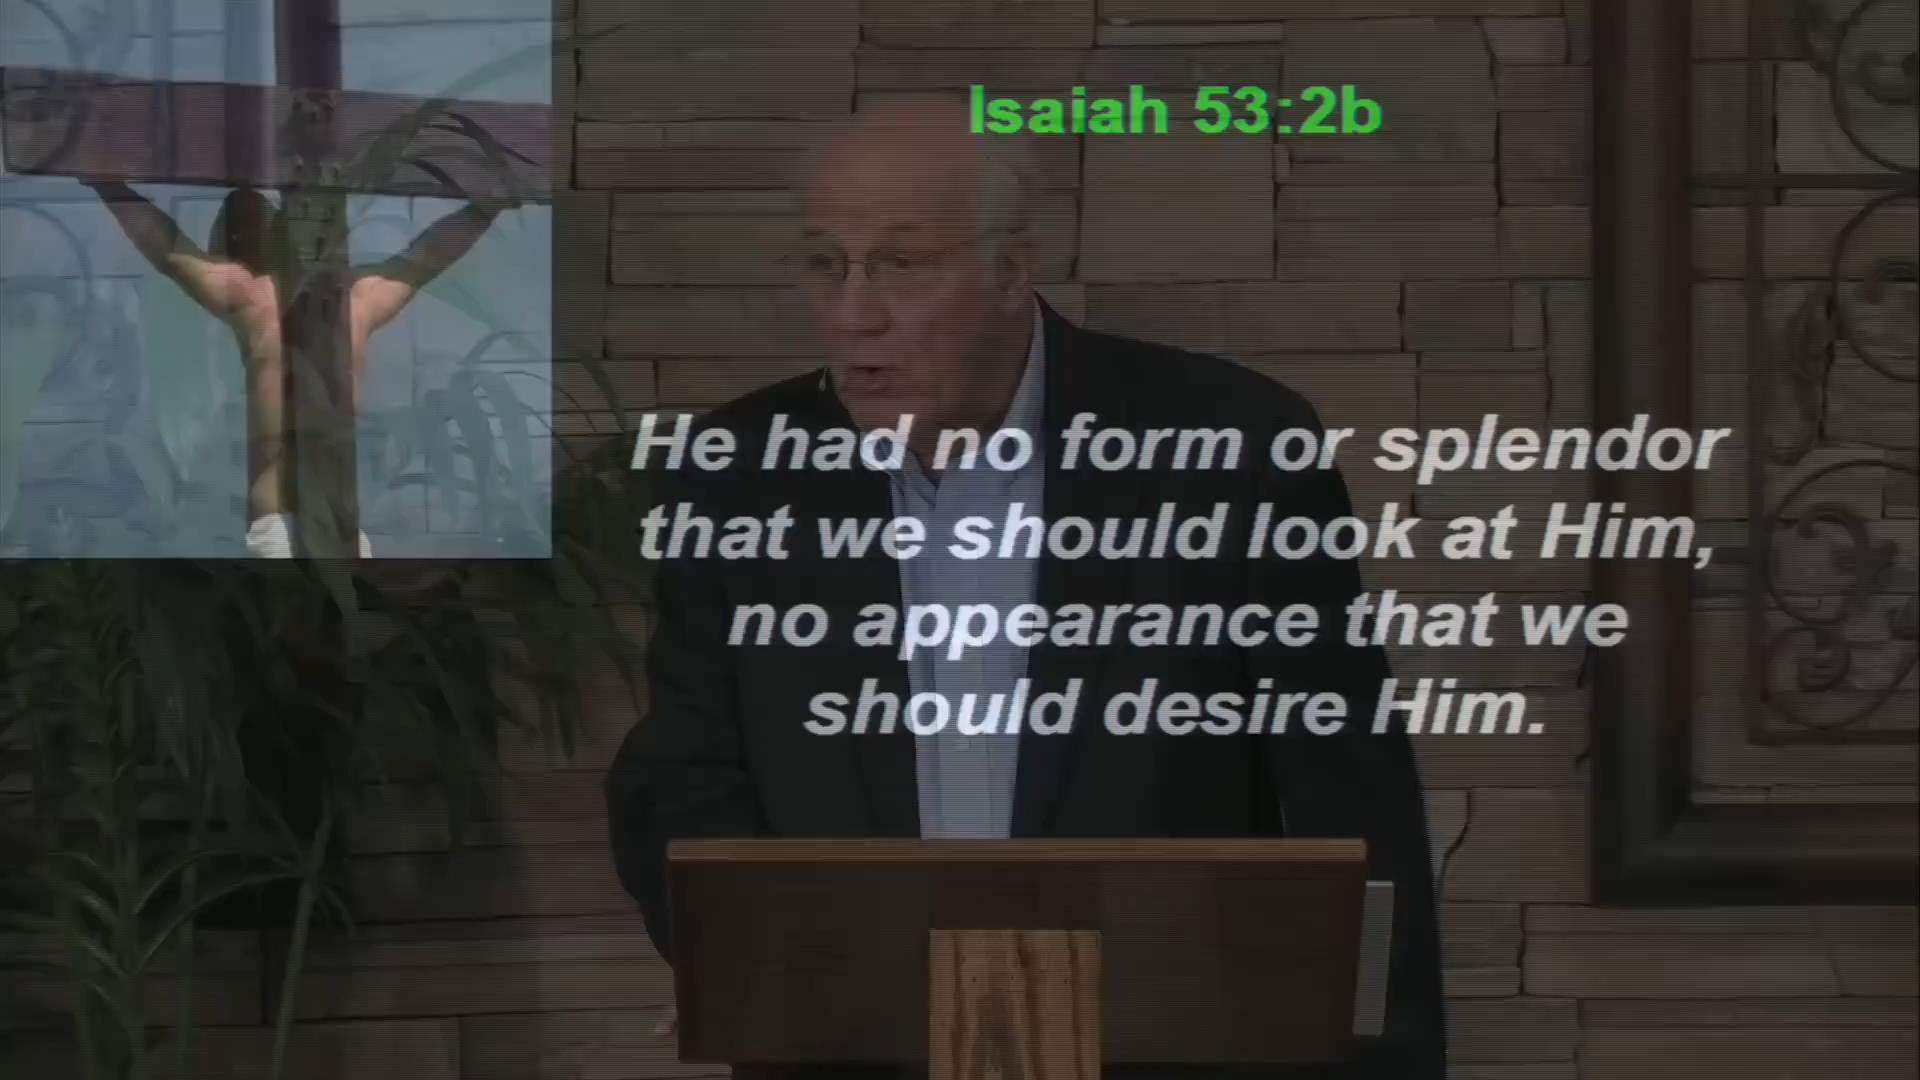 Isaiah 53:2b
He had no form or splendor
that we should look at Him,
no appearance that we
should desire Him.